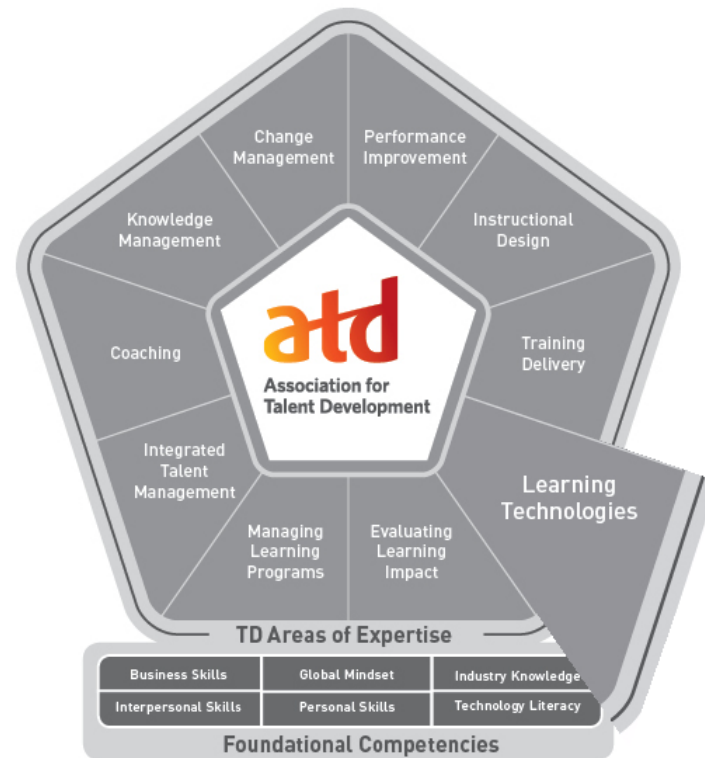 Change
Management
Performance
Improvement
Knowledge
Management
Instructional
Design
Coaching
atd
Association for
Talent Development
Training
Delivery
Integrated
Talent
Management
Learning
Technologies
Managing
Learning
Programs
Evaluating
Learning
Impact
TD Areas of Expertise
Business Skills
Global Mindset
Industry Knowledge
Interpersonal Skills
Personal Skills
Technology Literacy
Foundational Competencies